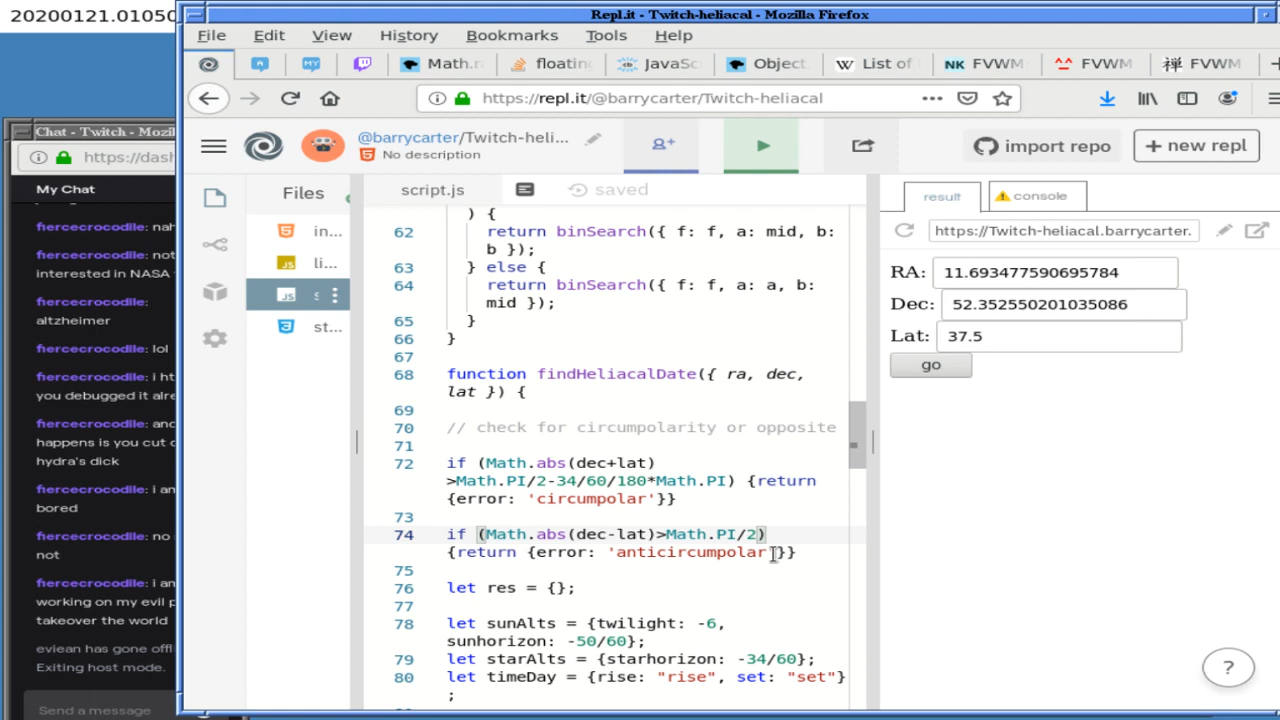 20200121.01050
Repl.it - Twitch-heliacal - Mozilla Firefox
File Edit View History Bookmarks Tools Help
Math.r floatin JavaSc Object W List of NK FVWM FVWM 禅 FVWM
https://repl.it/@barrycarter/Twitch-heliacal
Chat - Twitch - Mozil
https://dash
My Chat
fiercecrocodile: nah
fiercecrocodile: not
interested in NASA
fiercecrocodile:
altzheimer
fiercecrocodile: lol
fiercecrocodile: i ht
you debugged it alre
fiercecrocodile: and
happens is you cut o
hydra's dick
fiercecrocodile: i am
bored
fiercecrocodile: no
not
fiercecrocodile: i am
working on my evil p
takeover the world
eviean has gone offl
Exiting host mode.
Send a message
@barrycarter/Twitch-heli...
No description
import repo
+ new repl
Files
in...
li...
s
st...
script.js
saved
) {
62 return binSearch({ f: f, a: mid, b:
b });
63 } else {
64 return binSearch({ f: f, a: a, b:
mid });
65 }
66 }
67
68 function findHeliacalDate({ ra, dec,
lat }) {
69
70 // check for circumpolarity or opposite
71
72 if (Math.abs(dec+lat)
>Math.PI/2-34/60/180*Math.PI) {return
{error: 'circumpolar'}}
73
74 if (Math.abs(dec-lat)>Math.PI/2)
{return {error: 'anticircumpolar'}}
75
76 let res = {};
77
78 let sunAlts = {twilight: -6,
sunhorizon: -50/60};
79 let starAlts = {starhorizon: -34/60};
80 let timeDay = {rise: "rise", set: "set"}
;
result
console
https://Twitch-heliacal.barrycarter.
RA: 11.693477590695784
Dec: 52.352550201035086
Lat: 37.5
go
?